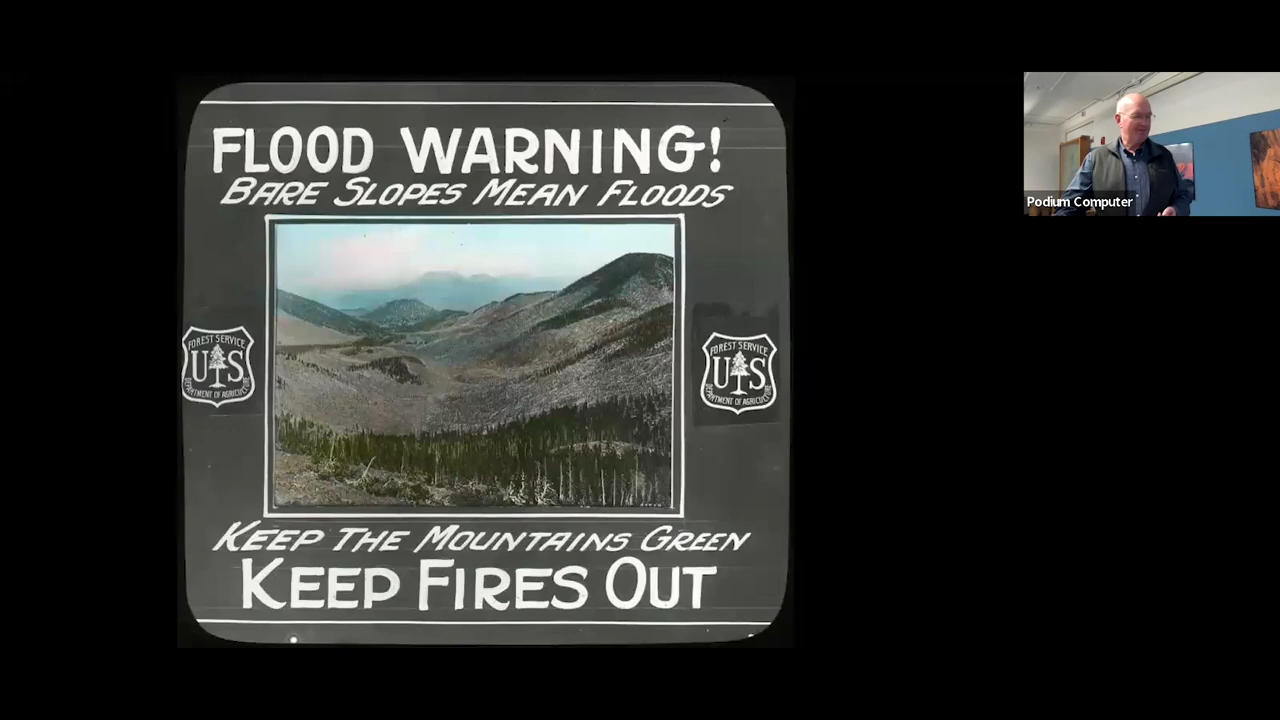 FLOOD WARNING!
BARE SLOPES MEAN FLOODS
FOREST SERVICE
U S
DEPARTMENT OF AGRICULTURE
FOREST SERVICE
U S
DEPARTMENT OF AGRICULTURE
KEEP THE MOUNTAINS GREEN
KEEP FIRES OUT
Podium Computer